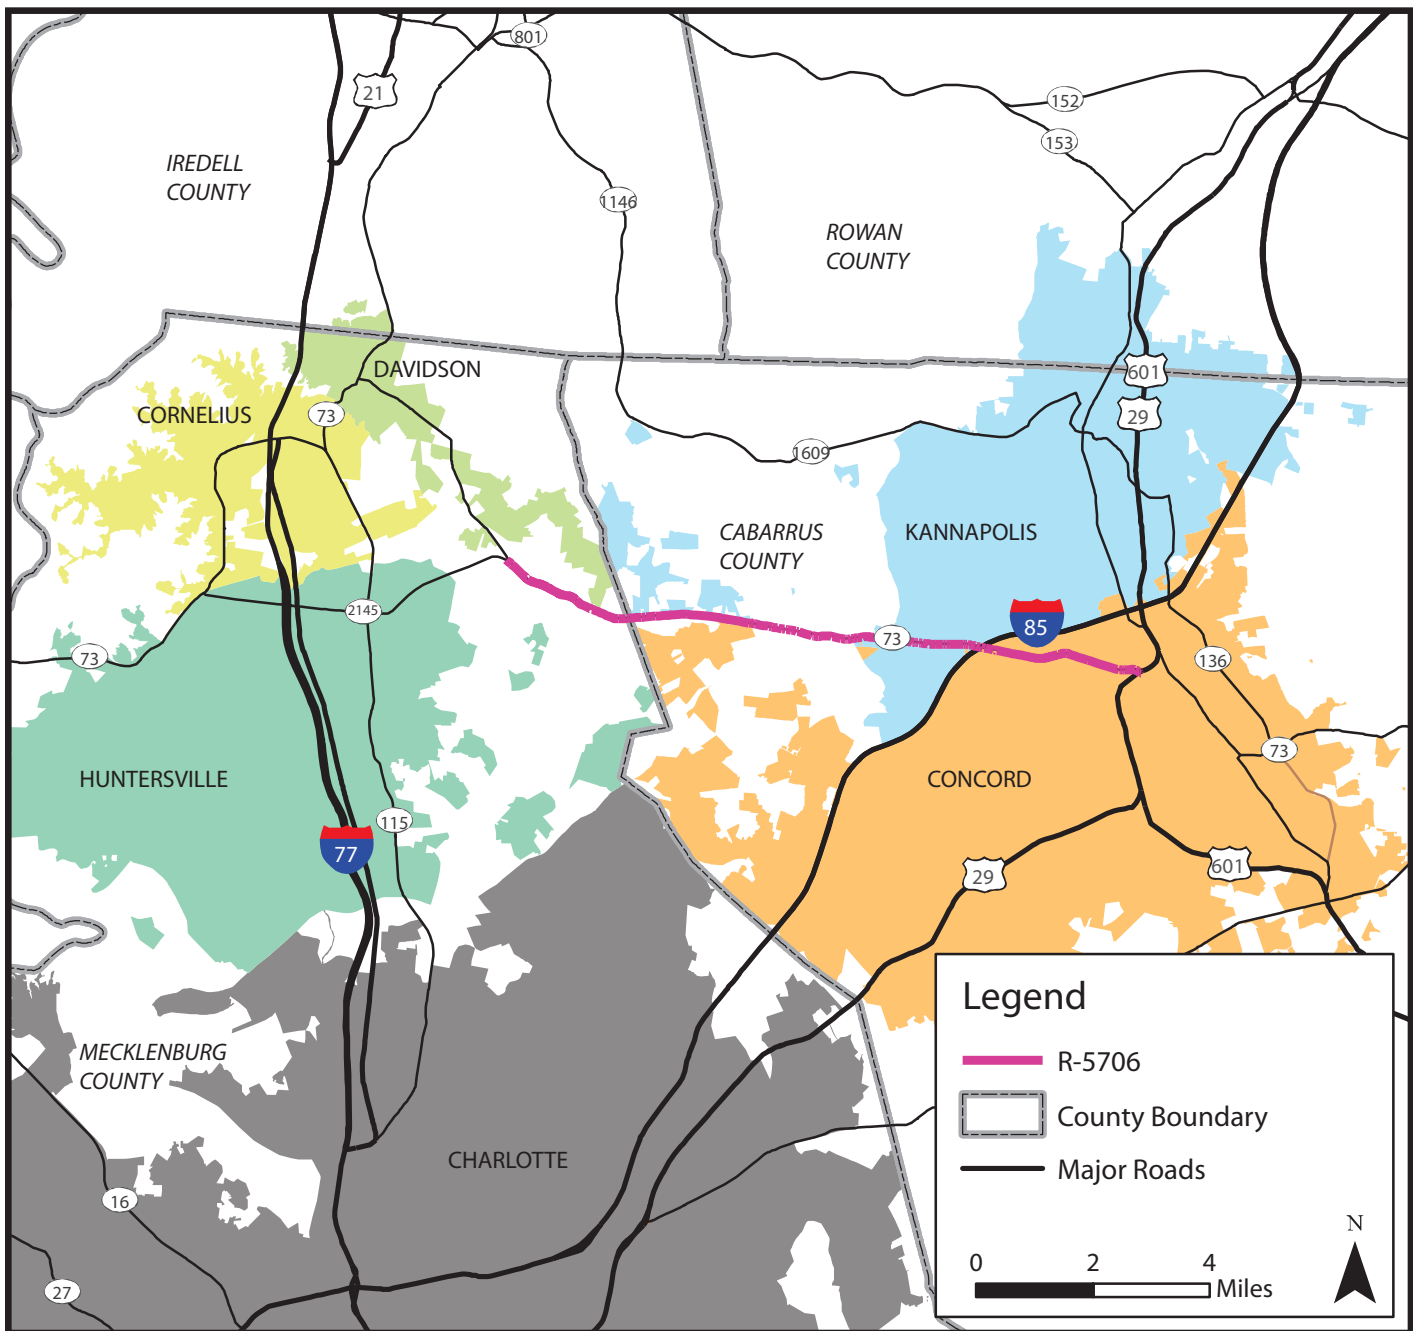 801
21
152
153
IREDELL
COUNTY
1146
ROWAN
COUNTY
DAVIDSON
601
CORNELIUS
73
29
1609
CABARRUS
COUNTY
KANNAPOLIS
2145
85
73
73
136
HUNTERSVILLE
CONCORD
73
115
77
29
601
MECKLENBURG
COUNTY
CHARLOTTE
16
27
Legend
R-5706
County Boundary
Major Roads
N
0 2 4
Miles